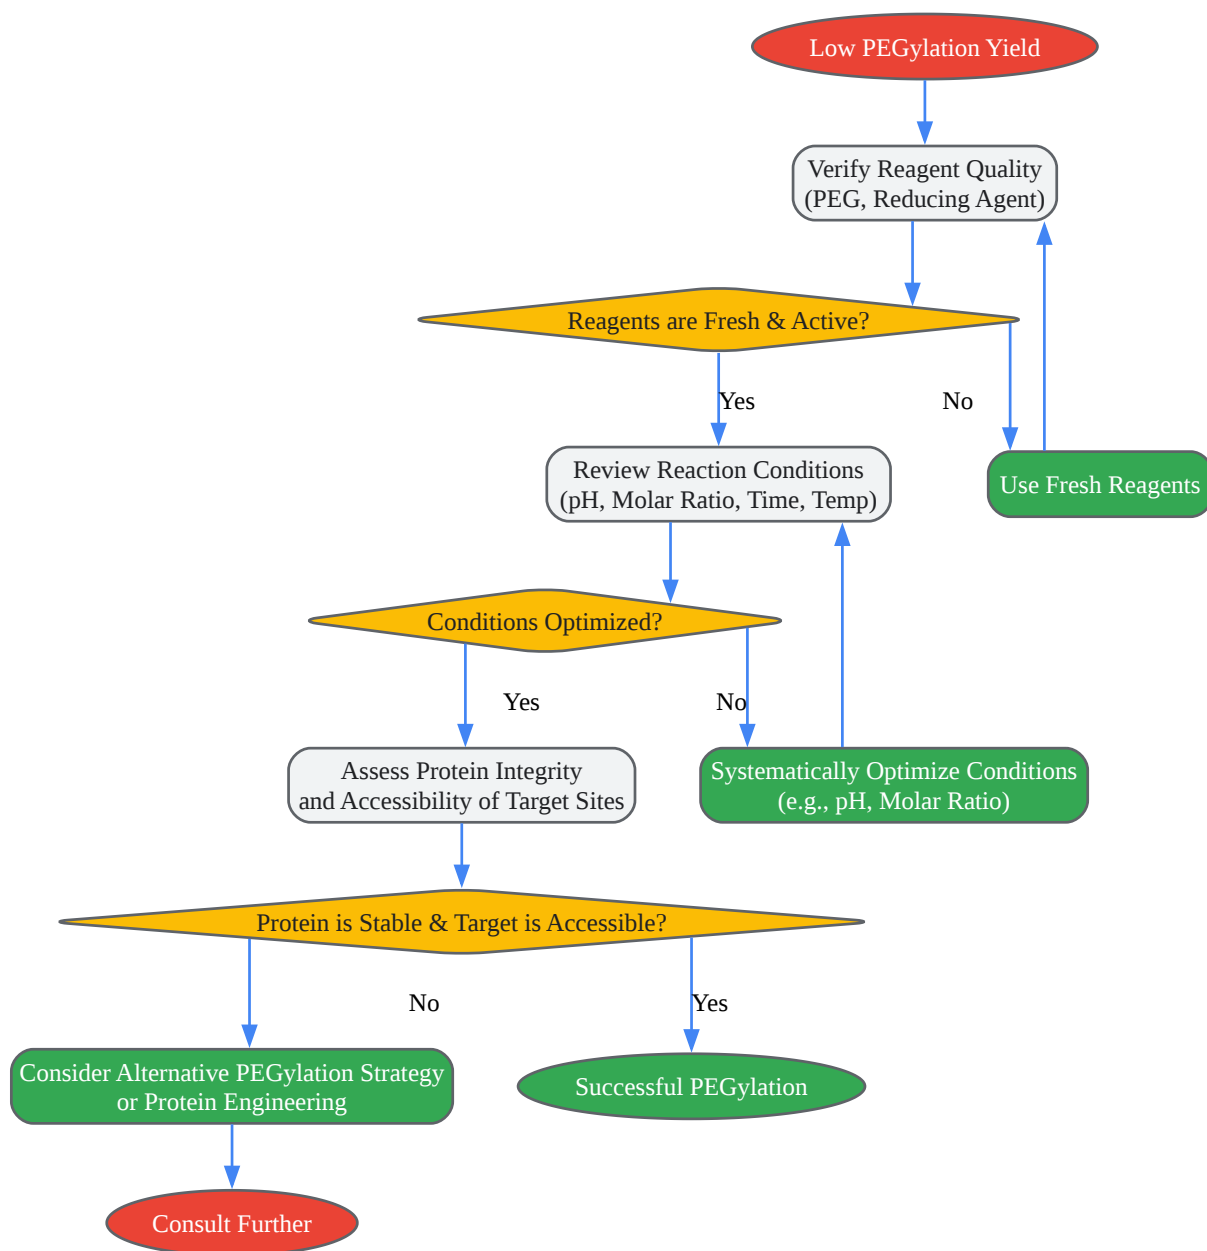 Low PEGylation Yield
Verify Reagent Quality
(PEG, Reducing Agent)
Reagents are Fresh & Active?
Yes
No
Review Reaction Conditions
(pH, Molar Ratio, Time, Temp)
Use Fresh Reagents
Conditions Optimized?
Yes
No
Assess Protein Integrity
and Accessibility of Target Sites
Systematically Optimize Conditions
(e.g., pH, Molar Ratio)
Protein is Stable & Target is Accessible?
No
Yes
Consider Alternative PEGylation Strategy
or Protein Engineering
Successful PEGylation
Consult Further